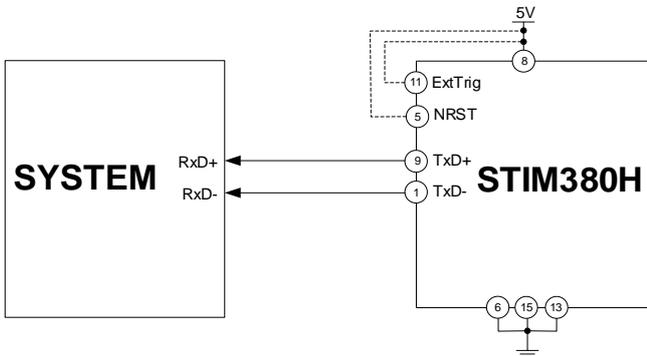 5V
8
11 ExtTrig
5 NRST
RxD+ 9 TxD+
SYSTEM STIM380H
RxD- 1 TxD-
6 15 13